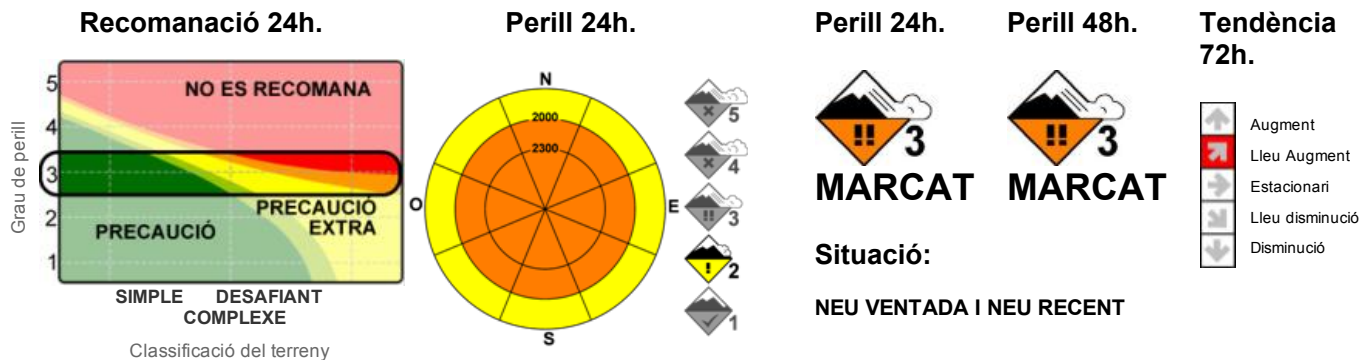 Recomanació 24h.
Perill 24h.
Perill 24h.
Perill 48h.
Tendència
72h.
Grau de perill
5
4
3
2
1
NO ES RECOMANA
PRECAUCIÓ
EXTRA
PRECAUCIÓ
SIMPLE DESAFIANT
COMPLEXE
Classificació del terreny
N
2000
2300
O
E
S
5
4
3
2
1
3
MARCAT
3
MARCAT
Situació:
NEU VENTADA I NEU RECENT
Augment
Lleu Augment
Estacionari
Lleu disminució
Disminució